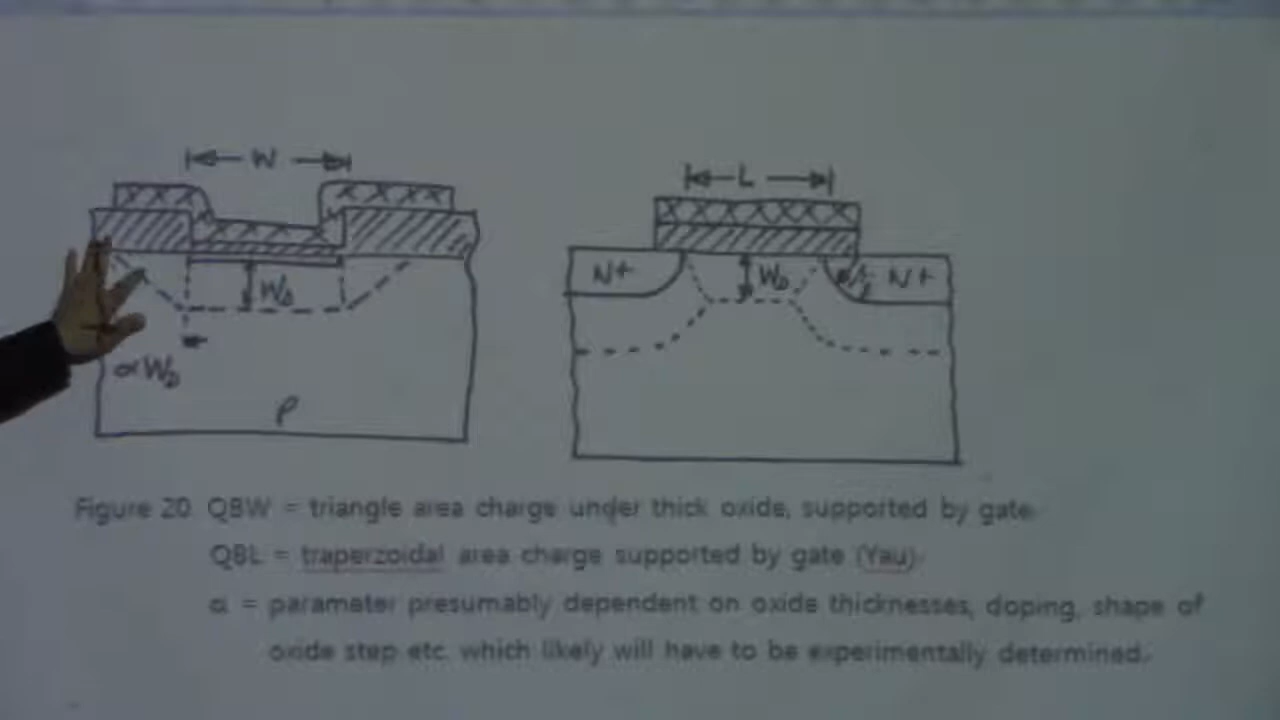 W
L
N+
W_D
N+
W_D
αW_D
P
Figure 20. QBW = triangle area charge under thick oxide, supported by gate.
QBL = traperzoidal area charge supported by gate (Yau).
α = paramater presumably dependent on oxide thicknesses, doping, shape of
oxide step etc. which likely will have to be experimentally determined.